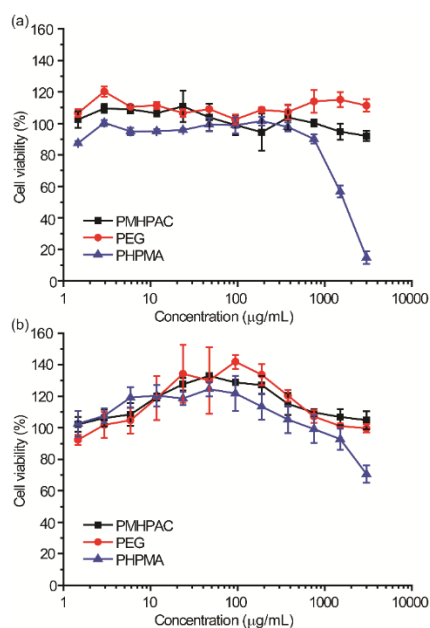 (a)
160
140
120
100
80
60
40
20
0
Cell viability (%)
PMHPAC
PEG
PHPMA
1 10 100 1000 10000
Concentration (μg/mL)
(b)
160
140
120
100
80
60
40
20
0
Cell viability (%)
PMHPAC
PEG
PHPMA
1 10 100 1000 10000
Concentration (μg/mL)